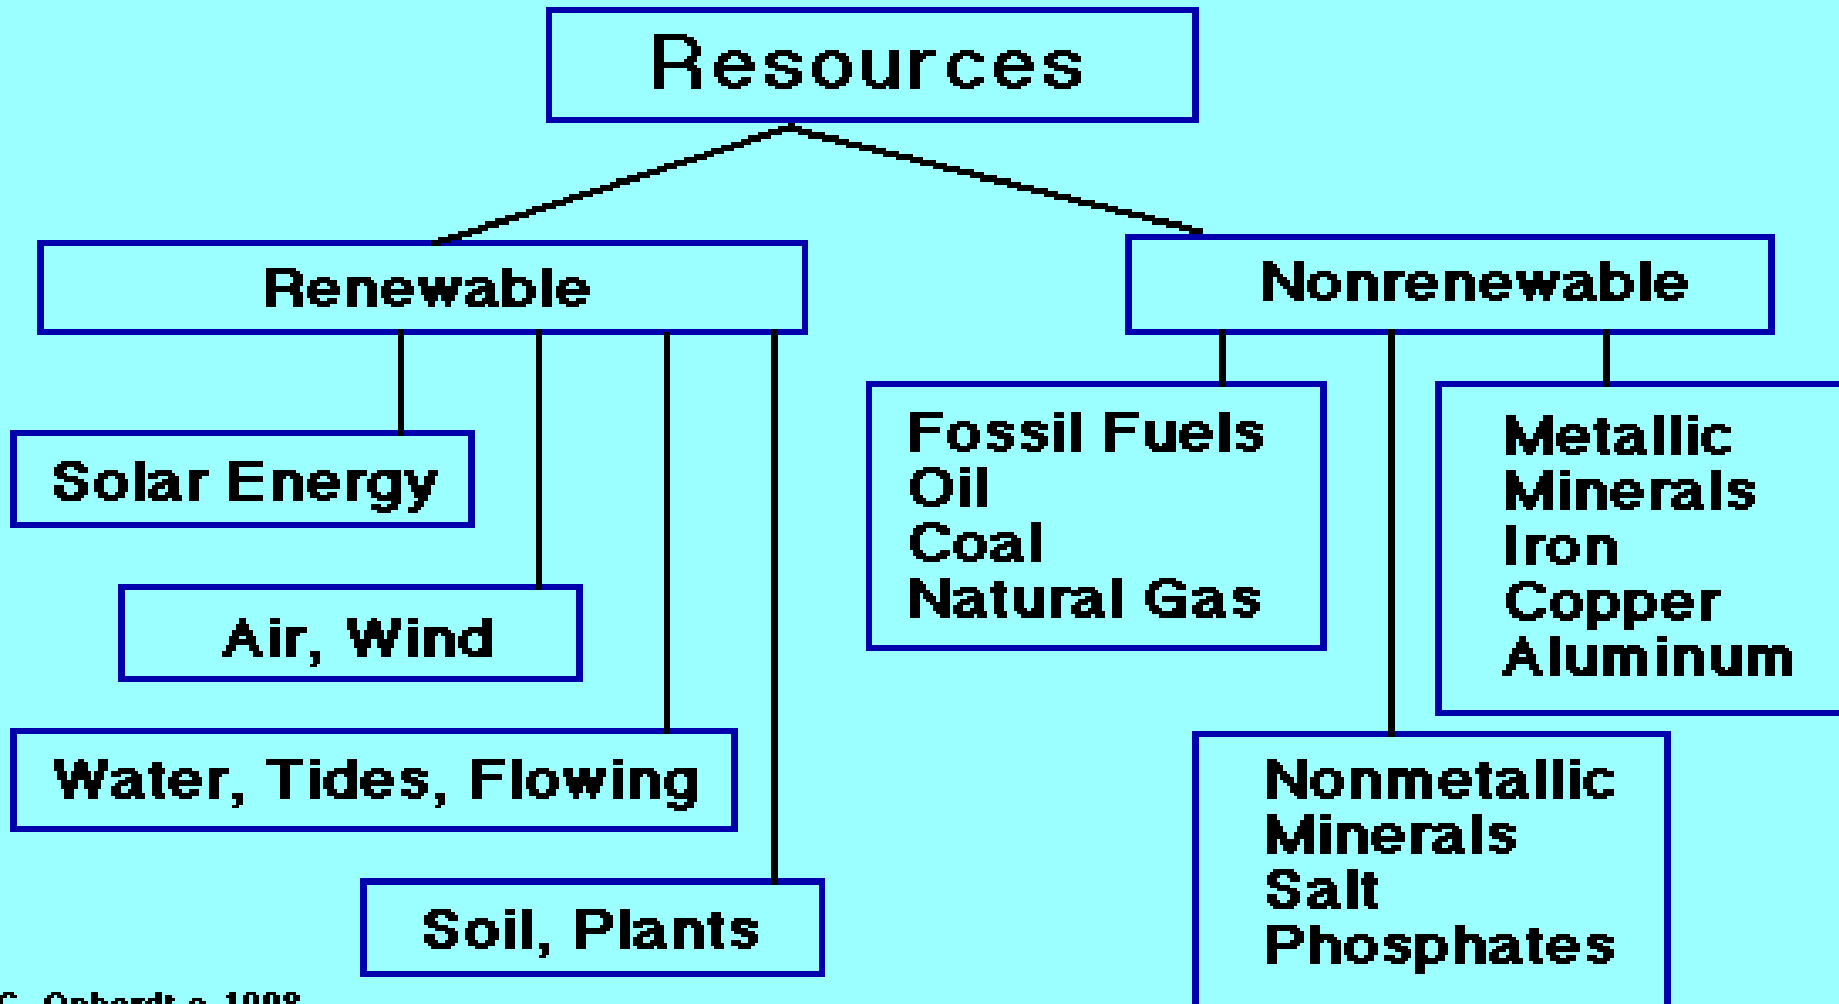 Resources
Renewable
Nonrenewable
Solar Energy
Air, Wind
Water, Tides, Flowing
Soil, Plants
Fossil Fuels
Oil
Coal
Natural Gas
Metallic
Minerals
Iron
Copper
Aluminum
Nonmetallic
Minerals
Salt
Phosphates